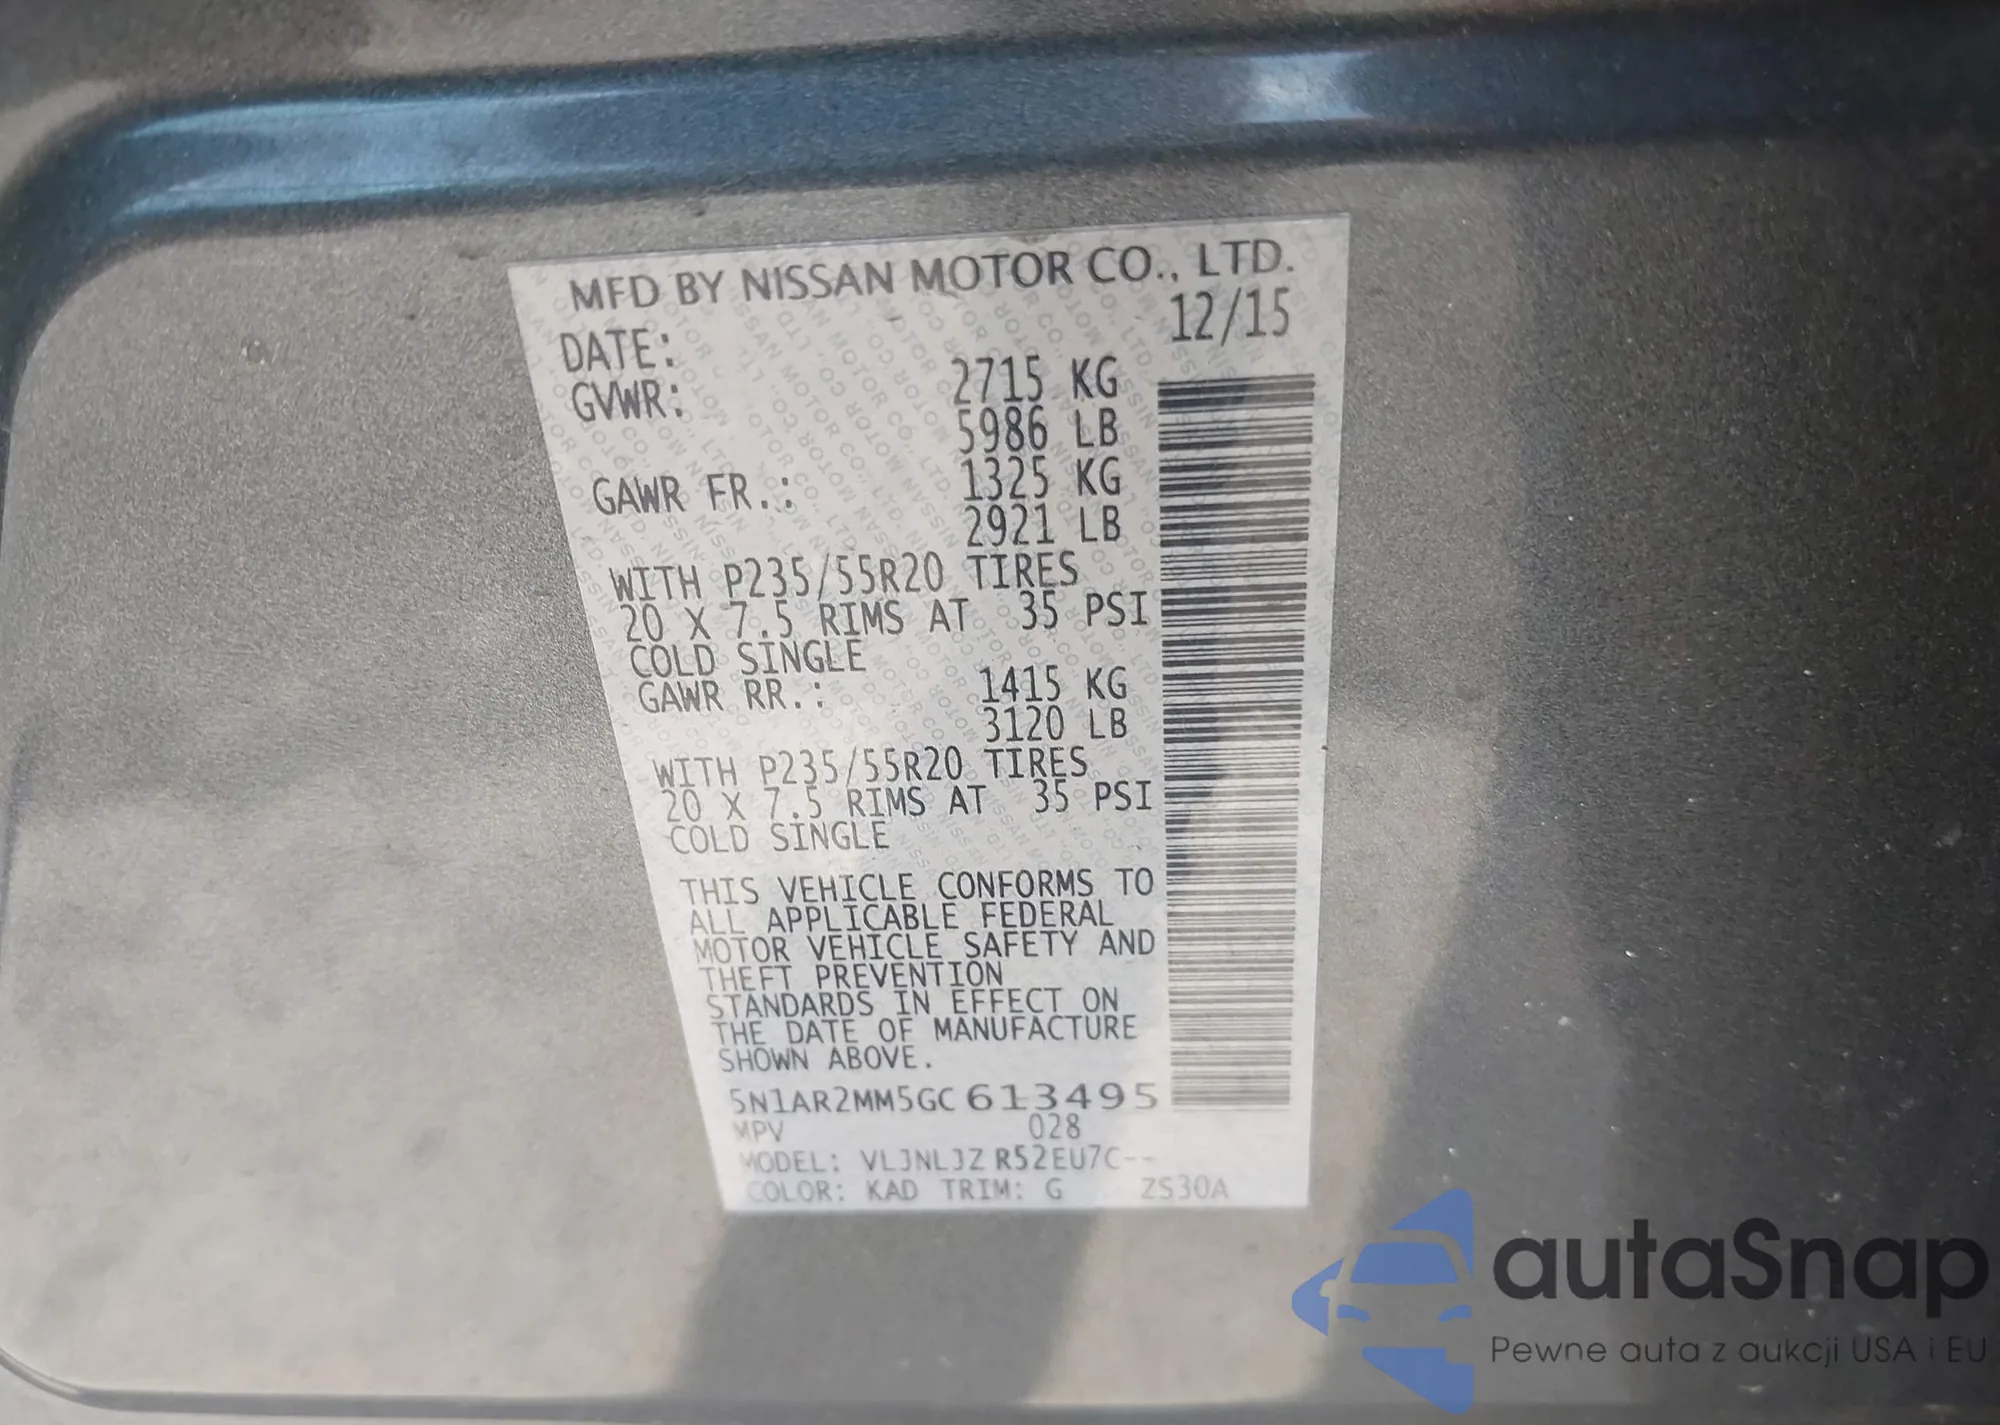 MFD BY NISSAN MOTOR CO., LTD.
DATE: 12/15
GVWR: 2715 KG
5986 LB
GAWR FR.: 1325 KG
2921 LB
WITH P235/55R20 TIRES
20 X 7.5 RIMS AT 35 PSI
COLD SINGLE
GAWR RR.: 1415 KG
3120 LB
WITH P235/55R20 TIRES
20 X 7.5 RIMS AT 35 PSI
COLD SINGLE
THIS VEHICLE CONFORMS TO
ALL APPLICABLE FEDERAL
MOTOR VEHICLE SAFETY AND
THEFT PREVENTION
STANDARDS IN EFFECT ON
THE DATE OF MANUFACTURE
SHOWN ABOVE.
5N1AR2MM5GC613495
MPV 028
MODEL: VLJNLJZ R52EU7C--
COLOR: KAD TRIM: G ZS30A
autaSnap
Pewne auta z aukcji USA i EU